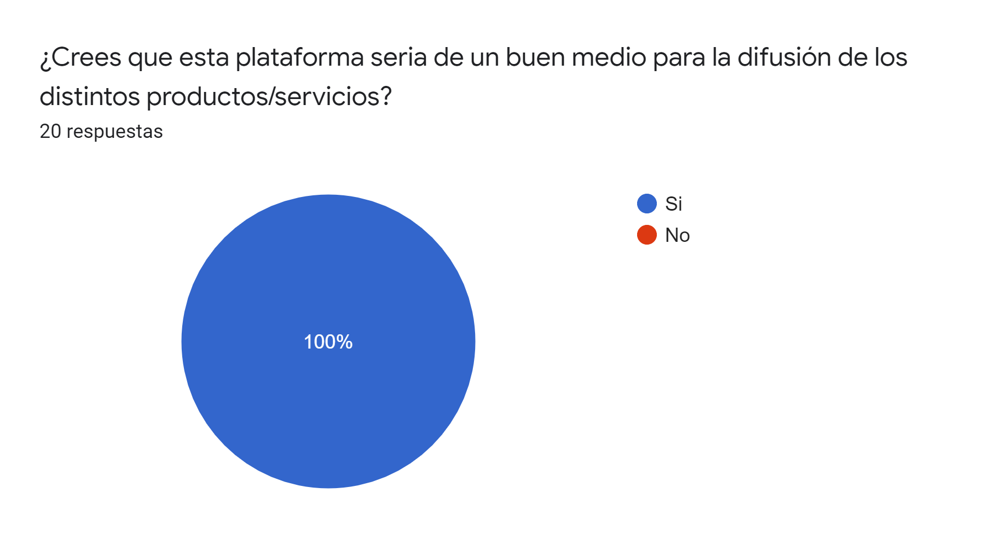 ¿Crees que esta plataforma seria de un buen medio para la difusión de los
distintos productos/servicios?
20 respuestas
Si
No
100%